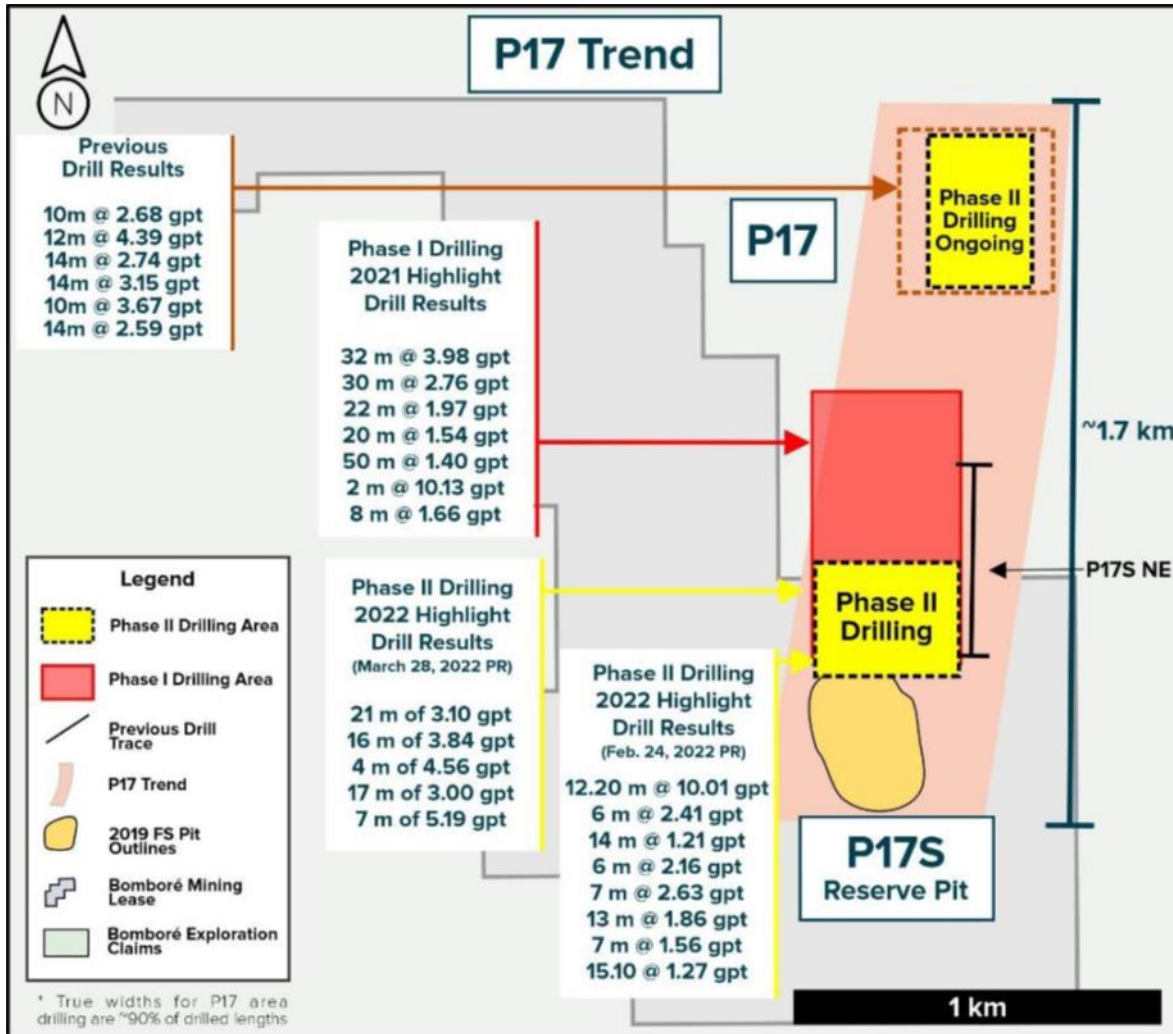 P17 Trend
N
Previous
Drill Results
10m @ 2.68 gpt
12m @ 4.39 gpt
14m @ 2.74 gpt
14m @ 3.15 gpt
10m @ 3.67 gpt
14m @ 2.59 gpt
Phase I Drilling
2021 Highlight
Drill Results
32 m @ 3.98 gpt
30 m @ 2.76 gpt
22 m @ 1.97 gpt
20 m @ 1.54 gpt
50 m @ 1.40 gpt
2 m @ 10.13 gpt
8 m @ 1.66 gpt
P17
Phase II
Drilling
Ongoing
~1.7 km
P17S NE
Phase II
Drilling
Phase II Drilling
2022 Highlight
Drill Results
(March 28, 2022 PR)
21 m of 3.10 gpt
16 m of 3.84 gpt
4 m of 4.56 gpt
17 m of 3.00 gpt
7 m of 5.19 gpt
Phase II Drilling
2022 Highlight
Drill Results
(Feb. 24, 2022 PR)
12.20 m @ 10.01 gpt
6 m @ 2.41 gpt
14 m @ 1.21 gpt
6 m @ 2.16 gpt
7 m @ 2.63 gpt
13 m @ 1.86 gpt
7 m @ 1.56 gpt
15.10 @ 1.27 gpt
P17S
Reserve Pit
Legend
Phase II Drilling Area
Phase I Drilling Area
Previous Drill
Trace
P17 Trend
2019 FS Pit
Outlines
Bomboré Mining
Lease
Bomboré Exploration
Claims
* True widths for P17 area
drilling are ~90% of drilled lengths
1 km